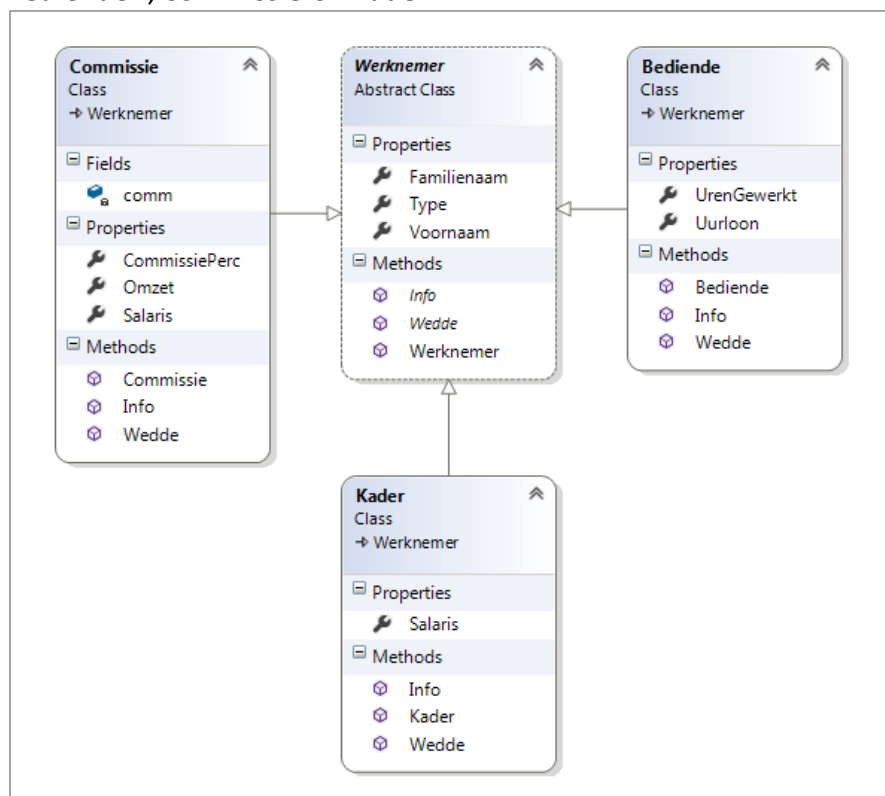 Commissie
Class
Werknemer
Fields
comm
Properties
CommissiePerc
Omzet
Salaris
Methods
Commissie
Info
Wedde
Werknemer
Abstract Class
Properties
Familienaam
Type
Voornaam
Methods
Info
Wedde
Werknemer
Bediende
Class
Werknemer
Properties
UrenGewerkt
Uurloon
Methods
Bediende
Info
Wedde
Kader
Class
Werknemer
Properties
Salaris
Methods
Info
Kader
Wedde